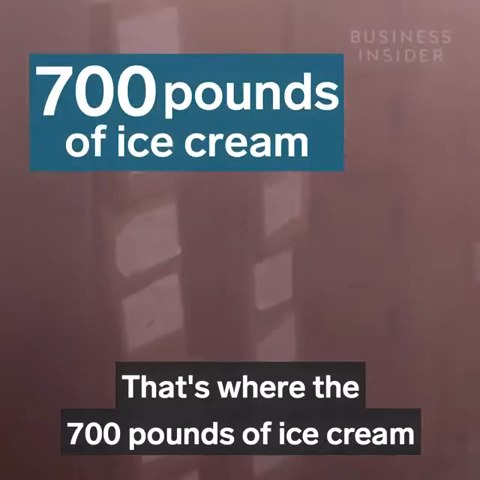 BUSINESS
INSIDER
700 pounds
of ice cream
That's where the
700 pounds of ice cream